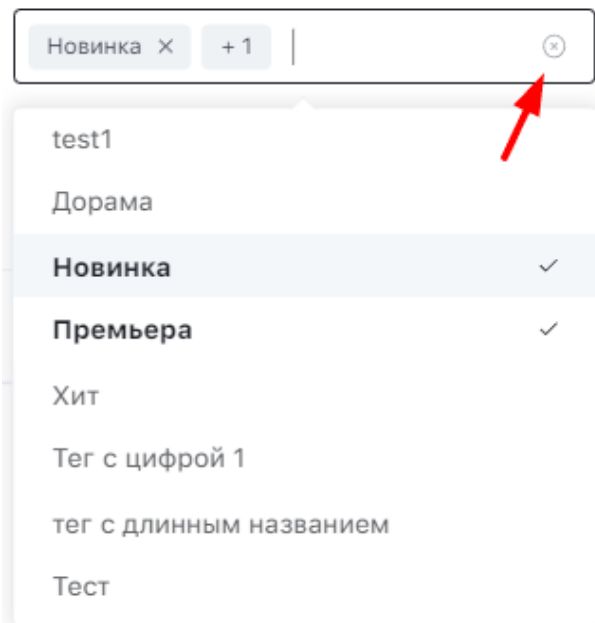 Новинка × + 1
test1
Дорама
Новинка
Премьера
Хит
Тег с цифрой 1
тег с длинным названием
Тест